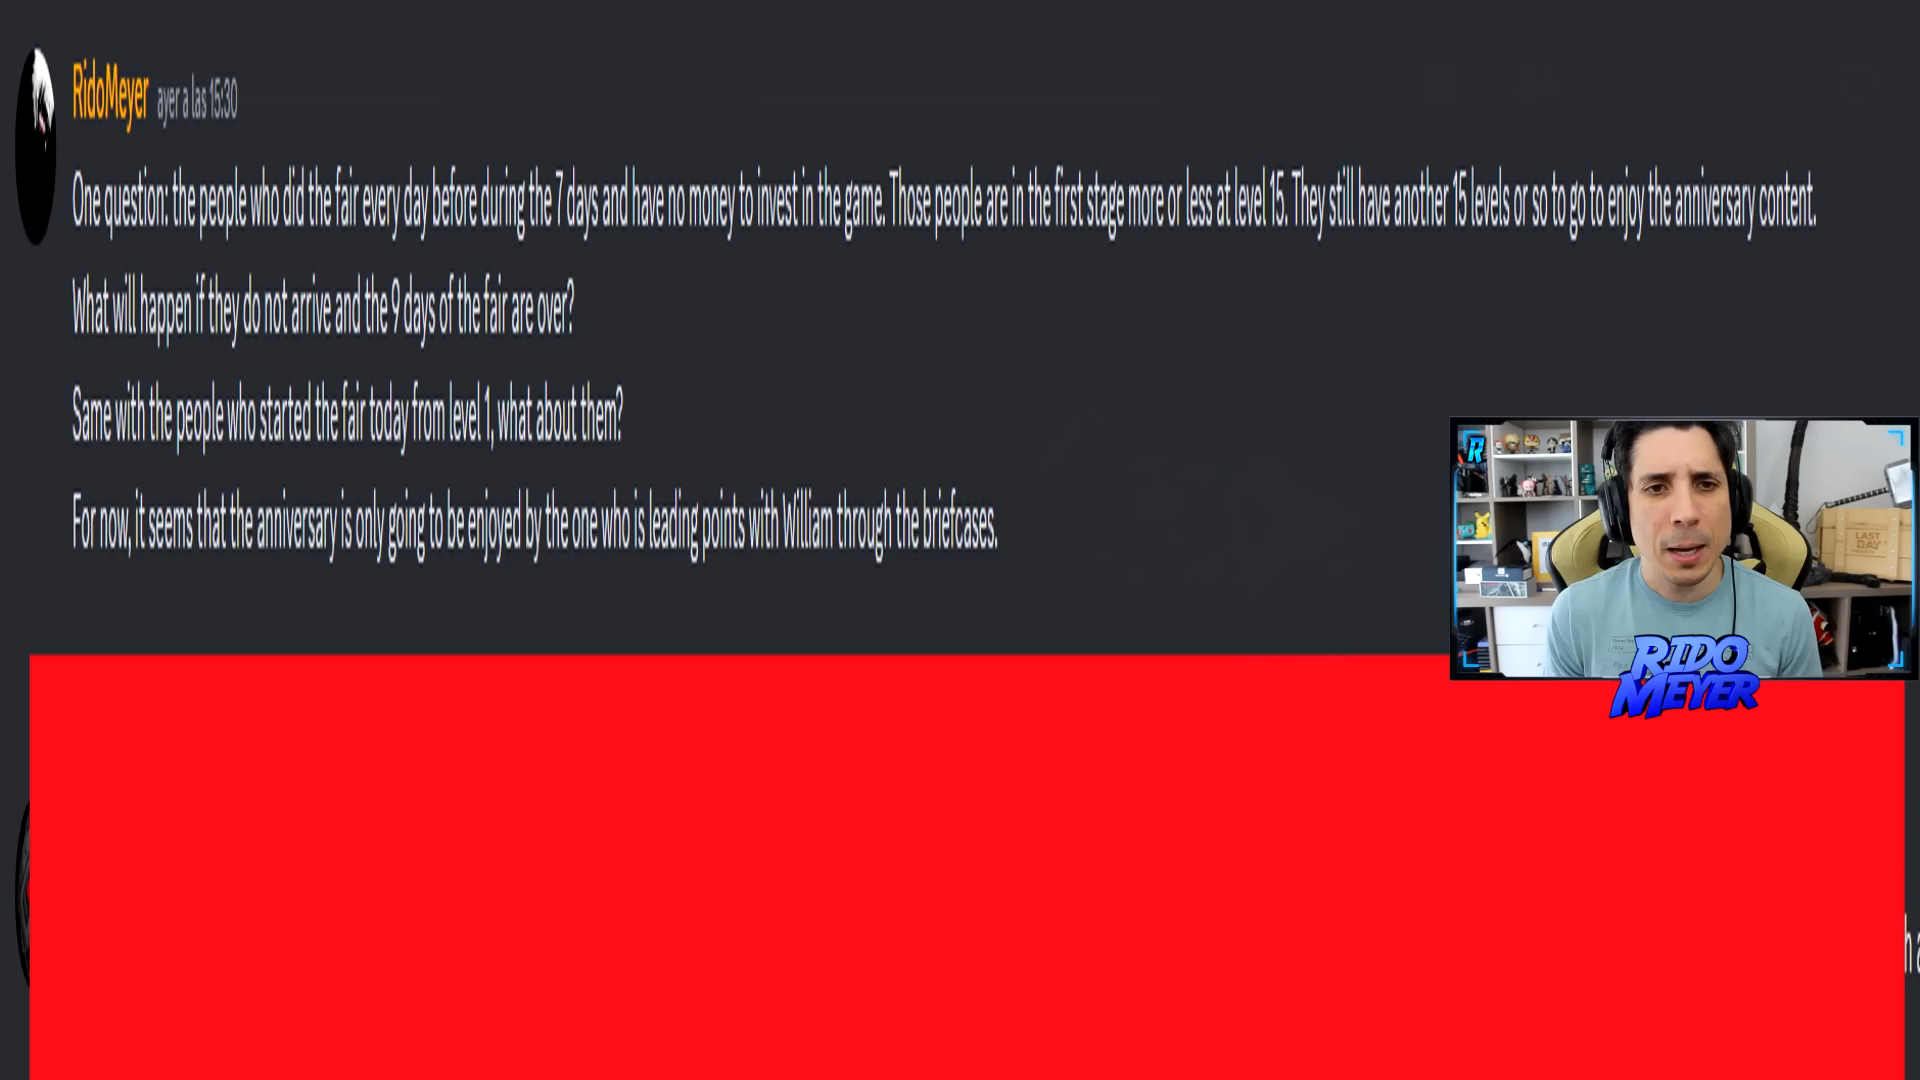 RidoMeyer ayer a las 15:30
One question: the people who did the fair every day before during the 7 days and have no money to invest in the game. Those people are in the first stage more or less at level 15. They still have another 15 levels or so to go to enjoy the anniversary content.
What will happen if they do not arrive and the 9 days of the fair are over?
Same with the people who started the fair today from level 1, what about them?
For now, it seems that the anniversary is only going to be enjoyed by the one who is leading points with William through the briefcases.
R
LAST
DAY
RIDO
MEYER